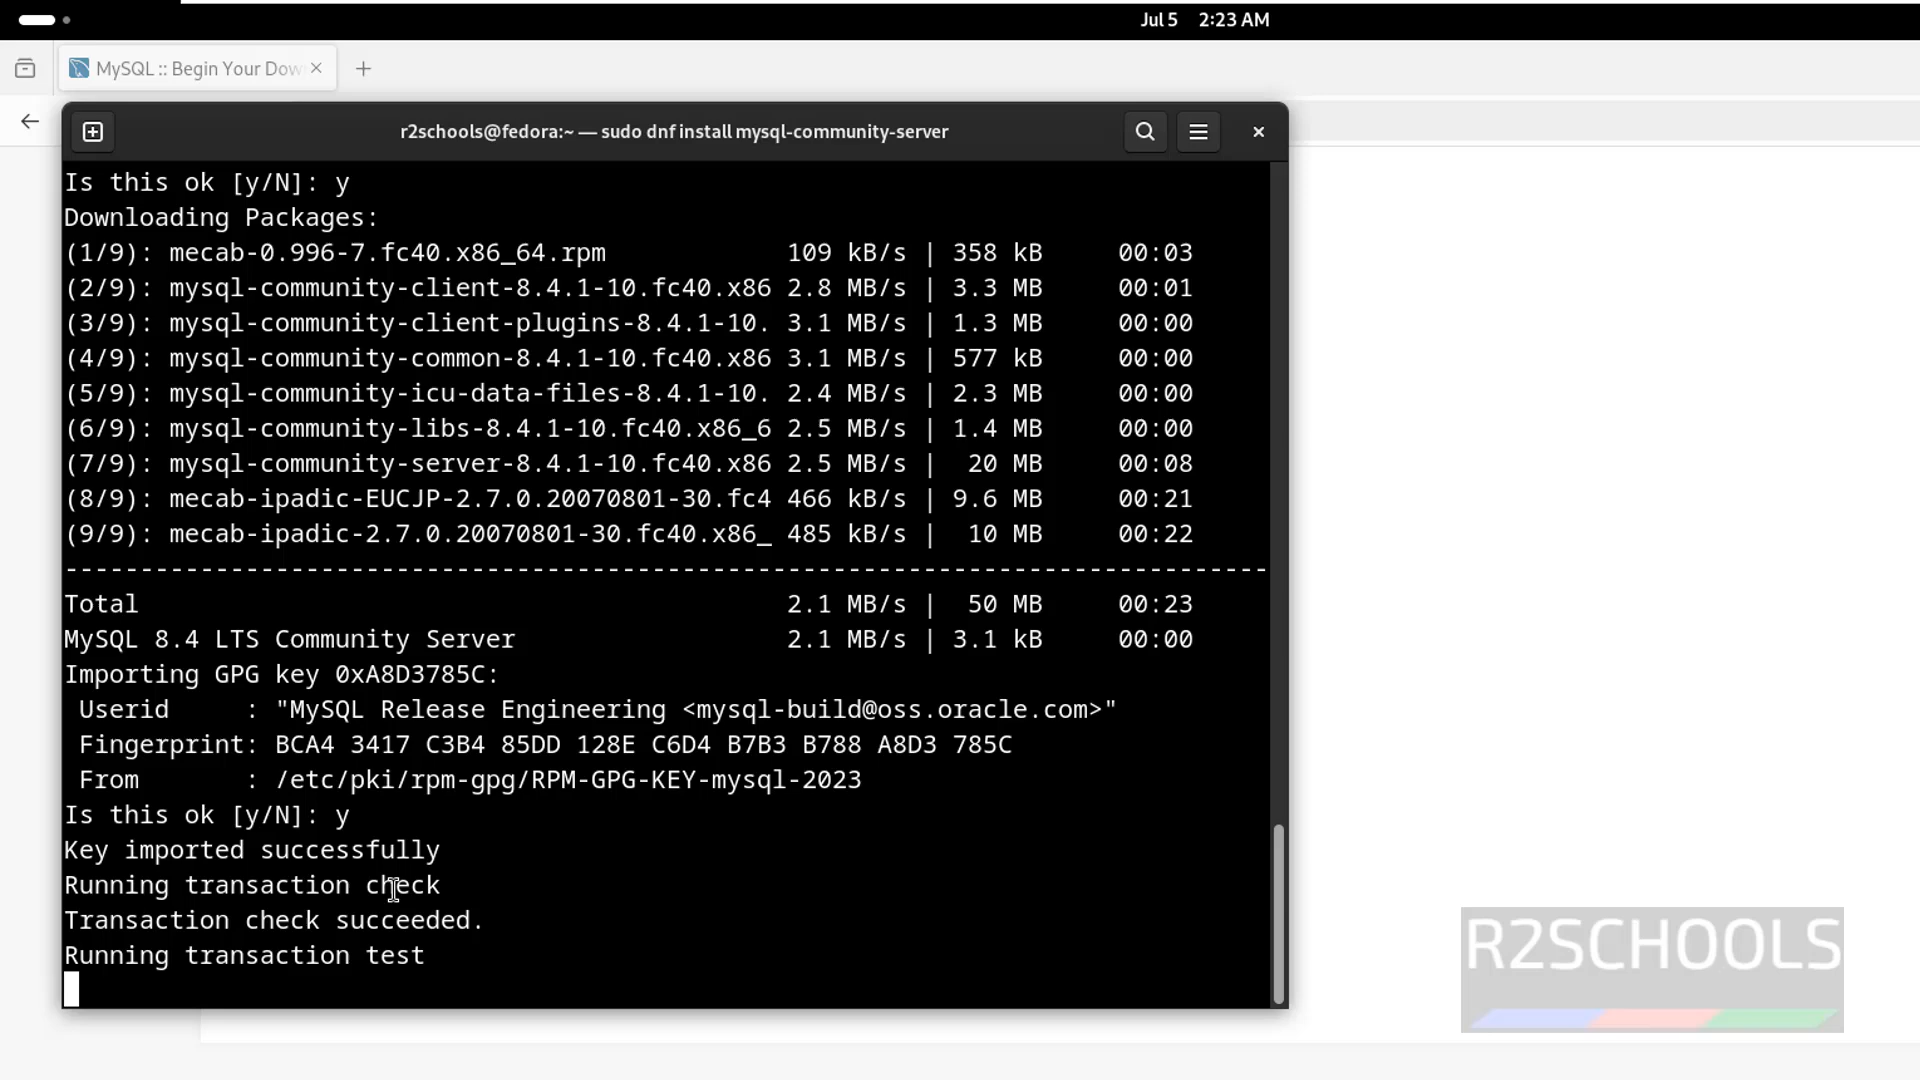 Jul 5 2:23 AM
MySQL :: Begin Your Dow
r2schools@fedora:~ — sudo dnf install mysql-community-server
Is this ok [y/N]: y
Downloading Packages:
(1/9): mecab-0.996-7.fc40.x86_64.rpm 109 kB/s | 358 kB 00:03
(2/9): mysql-community-client-8.4.1-10.fc40.x86 2.8 MB/s | 3.3 MB 00:01
(3/9): mysql-community-client-plugins-8.4.1-10. 3.1 MB/s | 1.3 MB 00:00
(4/9): mysql-community-common-8.4.1-10.fc40.x86 3.1 MB/s | 577 kB 00:00
(5/9): mysql-community-icu-data-files-8.4.1-10. 2.4 MB/s | 2.3 MB 00:00
(6/9): mysql-community-libs-8.4.1-10.fc40.x86_6 2.5 MB/s | 1.4 MB 00:00
(7/9): mysql-community-server-8.4.1-10.fc40.x86 2.5 MB/s | 20 MB 00:08
(8/9): mecab-ipadic-EUCJP-2.7.0.20070801-30.fc4 466 kB/s | 9.6 MB 00:21
(9/9): mecab-ipadic-2.7.0.20070801-30.fc40.x86_ 485 kB/s | 10 MB 00:22
--------------------------------------------------------------------------------
Total 2.1 MB/s | 50 MB 00:23
MySQL 8.4 LTS Community Server 2.1 MB/s | 3.1 kB 00:00
Importing GPG key 0xA8D3785C:
Userid : "MySQL Release Engineering <mysql-build@oss.oracle.com>"
Fingerprint: BCA4 3417 C3B4 85DD 128E C6D4 B7B3 B788 A8D3 785C
From : /etc/pki/rpm-gpg/RPM-GPG-KEY-mysql-2023
Is this ok [y/N]: y
Key imported successfully
Running transaction check
Transaction check succeeded.
Running transaction test
R2SCHOOLS